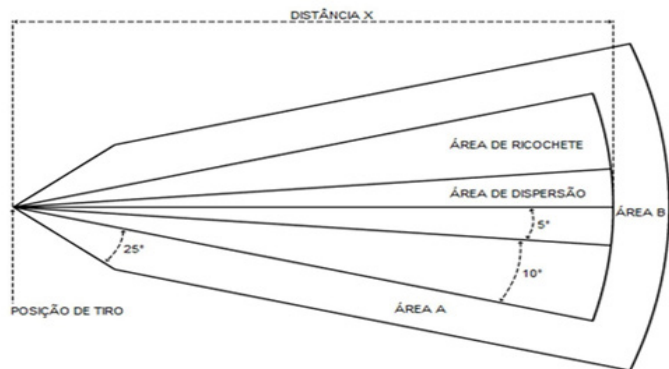 DISTÂNCIA X
ÁREA DE RICOCHETE
ÁREA DE DISPERSÃO
ÁREA B
5°
25°
10°
POSIÇÃO DE TIRO
ÁREA A